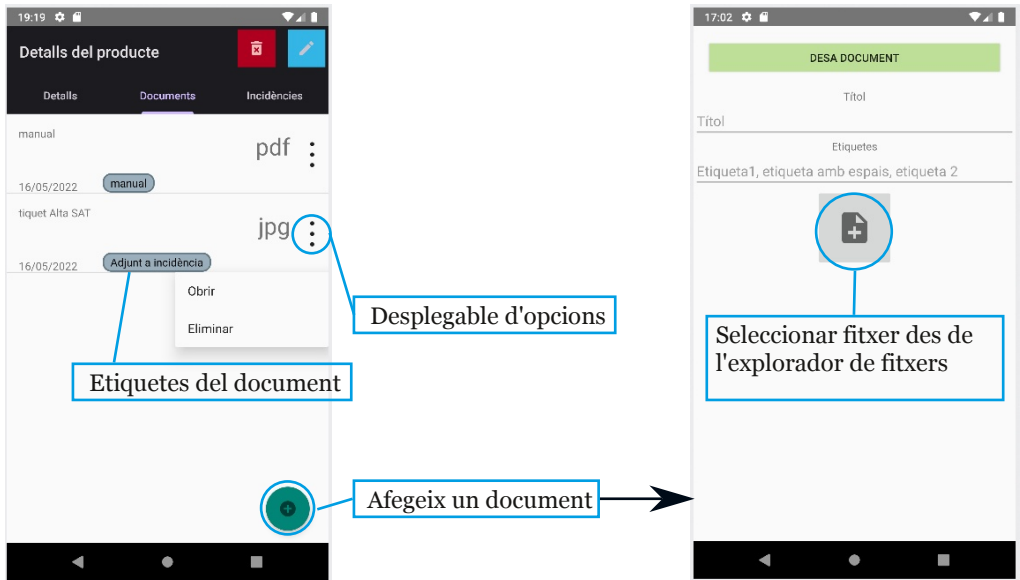 19:19
Detalls del producte
Detalls Documents Incidències
manual
pdf
16/05/2022 manual
tiquet Alta SAT
jpg
16/05/2022 Adjunt a incidència
Obrir
Eliminar
Desplegable d'opcions
Etiquetes del document
Afegeix un document
17:02
DESA DOCUMENT
Títol
Títol
Etiquetes
Etiqueta1, etiqueta amb espais, etiqueta 2
Seleccionar fitxer des de
l'explorador de fitxers